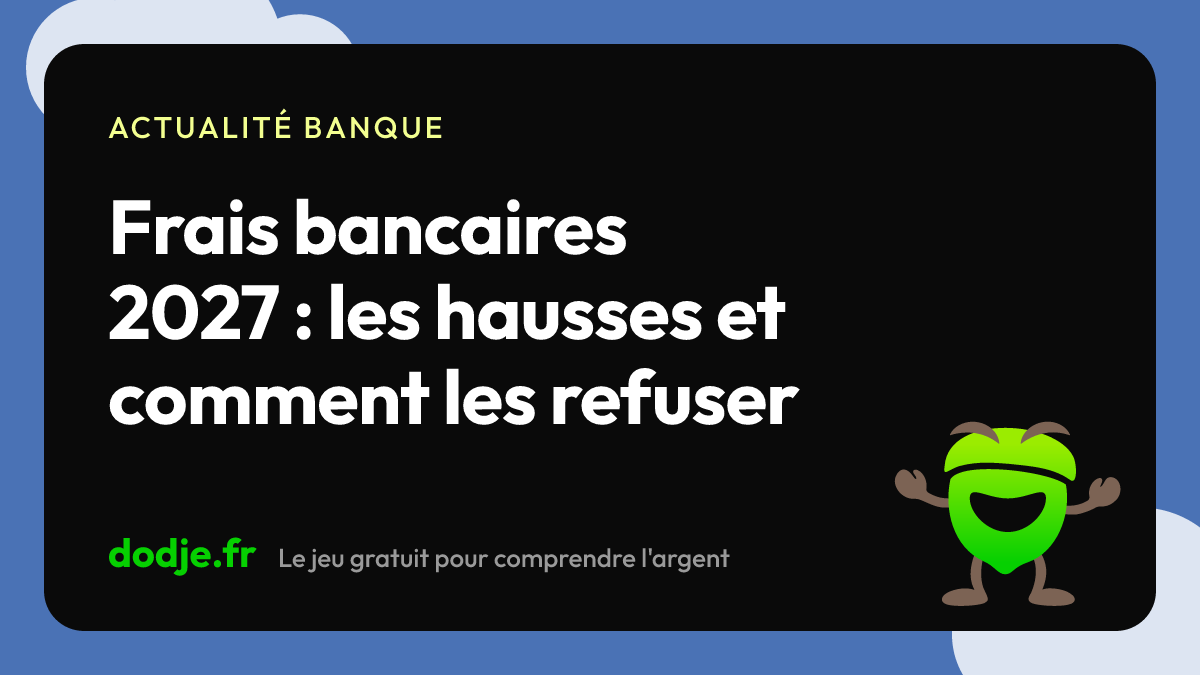 ACTUALITÉ BANQUE
Frais bancaires
2027 : les hausses et
comment les refuser
dodje.fr Le jeu gratuit pour comprendre l'argent